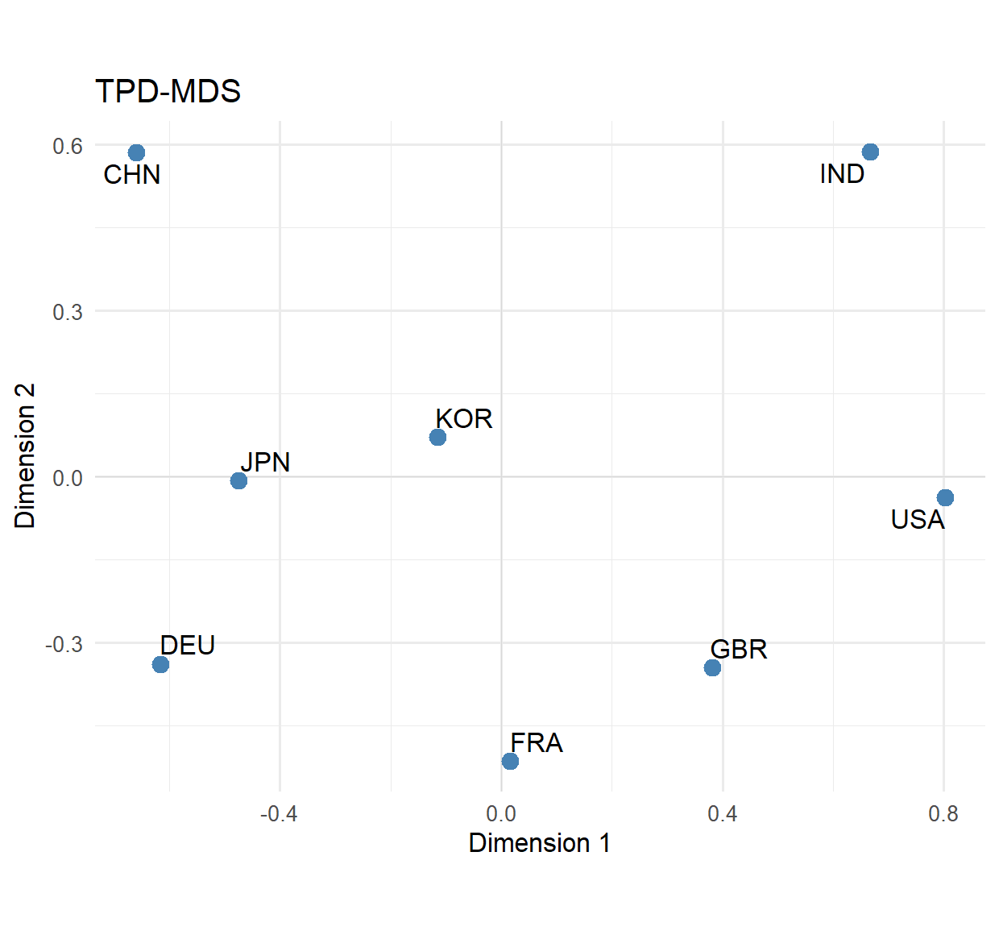 TPD-MDS
0.6
CHN
IND
0.3
KOR
JPN
0.0
USA
DEU
-0.3
GBR
FRA
-0.4
0.0
0.4
0.8
Dimension 1
Dimension 2